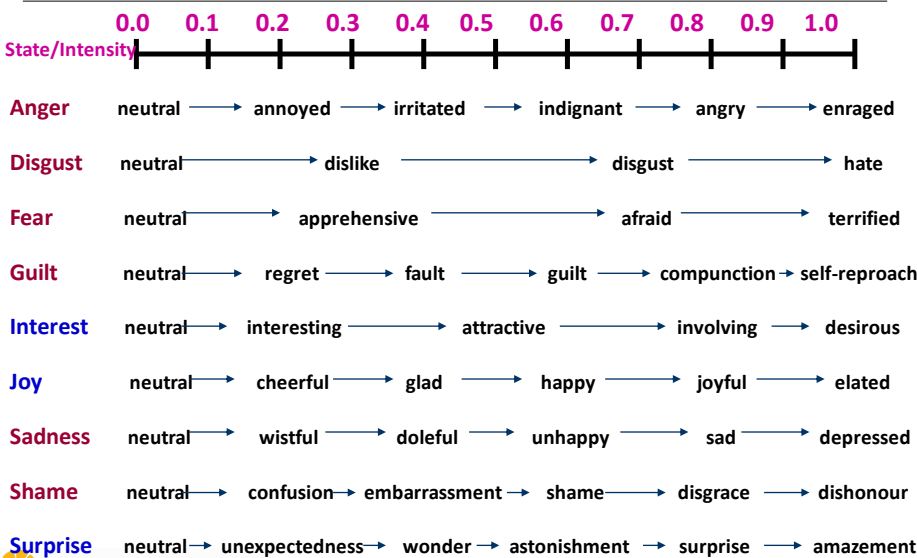 0.0 0.1 0.2 0.3 0.4 0.5 0.6 0.7 0.8 0.9 1.0
State/Intensity
Anger neutral annoyed irritated indignant angry enraged
Disgust neutral dislike disgust hate
Fear neutral apprehensive afraid terrified
Guilt neutral regret fault guilt compunction self-reproach
Interest neutral interesting attractive involving desirous
Joy neutral cheerful glad happy joyful elated
Sadness neutral wistful doleful unhappy sad depressed
Shame neutral confusion embarrassment shame disgrace dishonour
Surprise neutral unexpectedness wonder astonishment surprise amazement